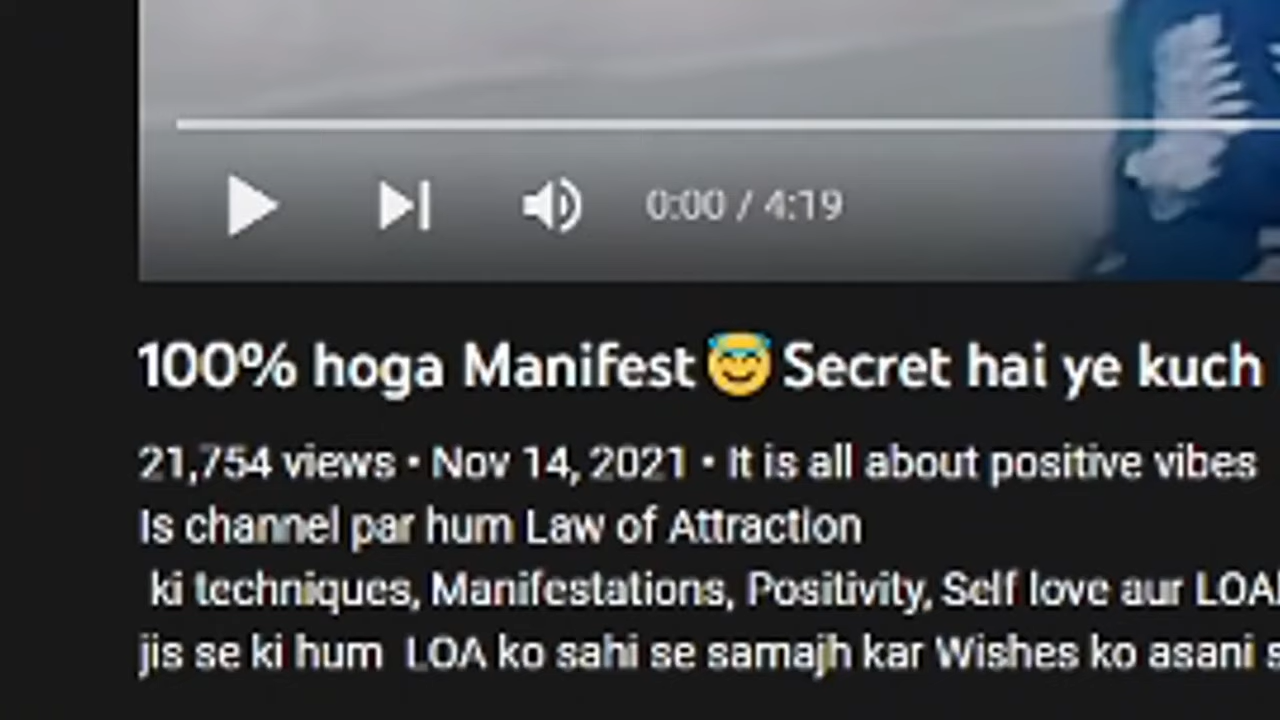 0:00 / 4:19
100% hoga Manifest 😇 Secret hai ye kuch
21,754 views • Nov 14, 2021 • It is all about positive vibes
Is channel par hum Law of Attraction
ki techniques, Manifestations, Positivity, Self love aur LOA
jis se ki hum LOA ko sahi se samajh kar Wishes ko asani s